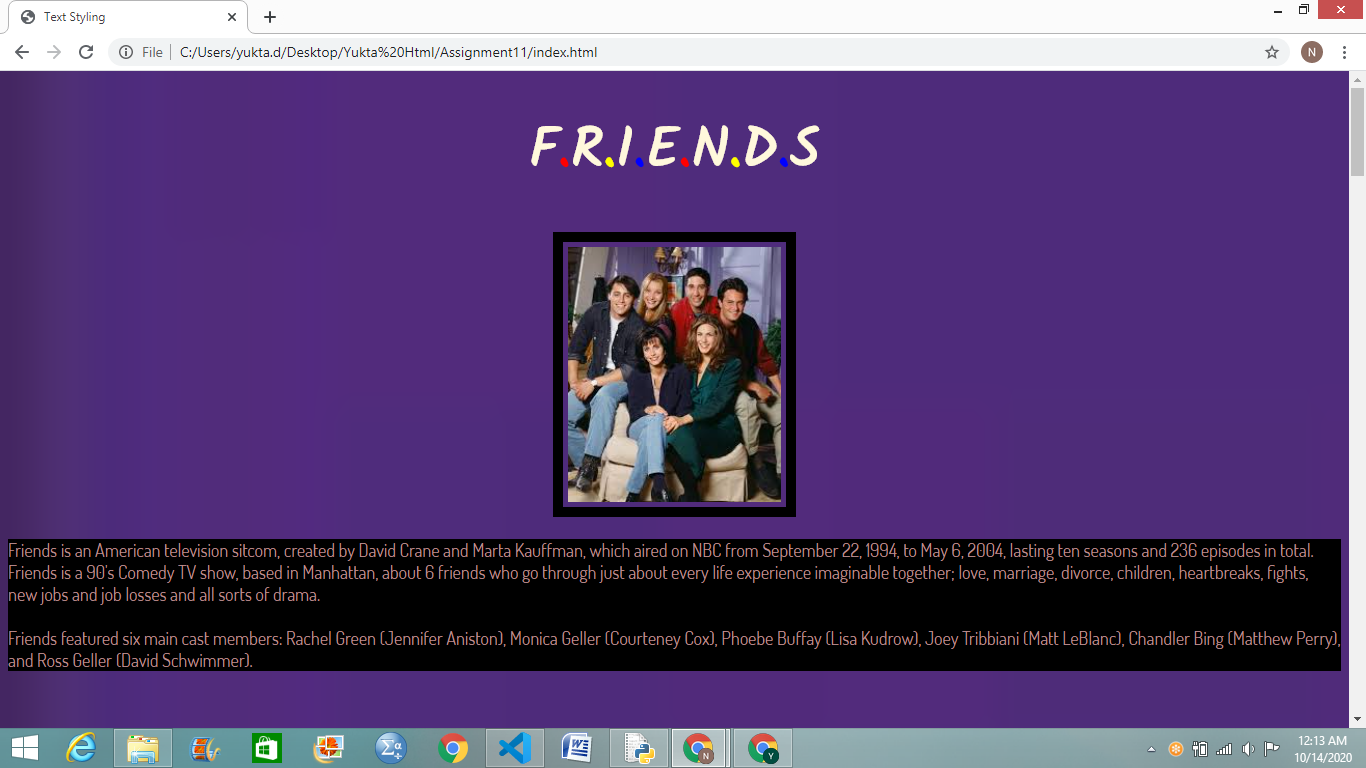 Text Styling
File C:/Users/yukta.d/Desktop/Yukta%20Html/Assignment11/index.html
N
F.R.I.E.N.D.S
Friends is an American television sitcom, created by David Crane and Marta Kauffman, which aired on NBC from September 22, 1994, to May 6, 2004, lasting ten seasons and 236 episodes in total.
Friends is a 90's Comedy TV show, based in Manhattan, about 6 friends who go through just about every life experience imaginable together; love, marriage, divorce, children, heartbreaks, fights,
new jobs and job losses and all sorts of drama.
Friends featured six main cast members: Rachel Green (Jennifer Aniston), Monica Geller (Courteney Cox), Phoebe Buffay (Lisa Kudrow), Joey Tribbiani (Matt LeBlanc), Chandler Bing (Matthew Perry),
and Ross Geller (David Schwimmer).
Σα
W
N
Y
12:13 AM
10/14/2020